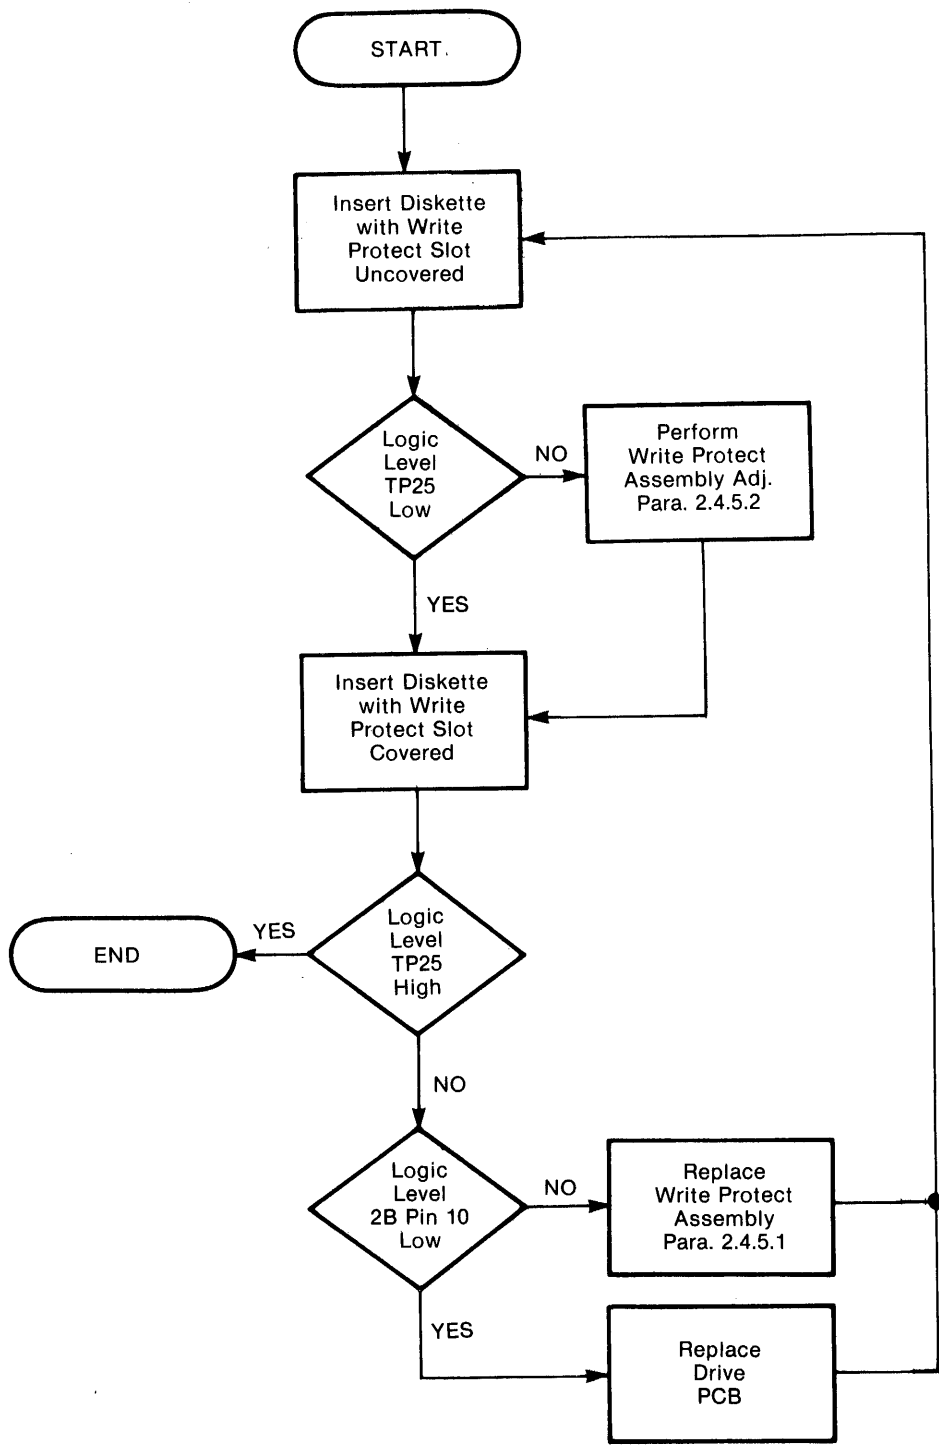 START.
Insert Diskette
with Write
Protect Slot
Uncovered
Logic
Level
TP25
Low
NO
Perform
Write Protect
Assembly Adj.
Para. 2.4.5.2
YES
Insert Diskette
with Write
Protect Slot
Covered
Logic
Level
TP25
High
YES
END
NO
Logic
Level
2B Pin 10
Low
NO
Replace
Write Protect
Assembly
Para. 2.4.5.1
YES
Replace
Drive
PCB